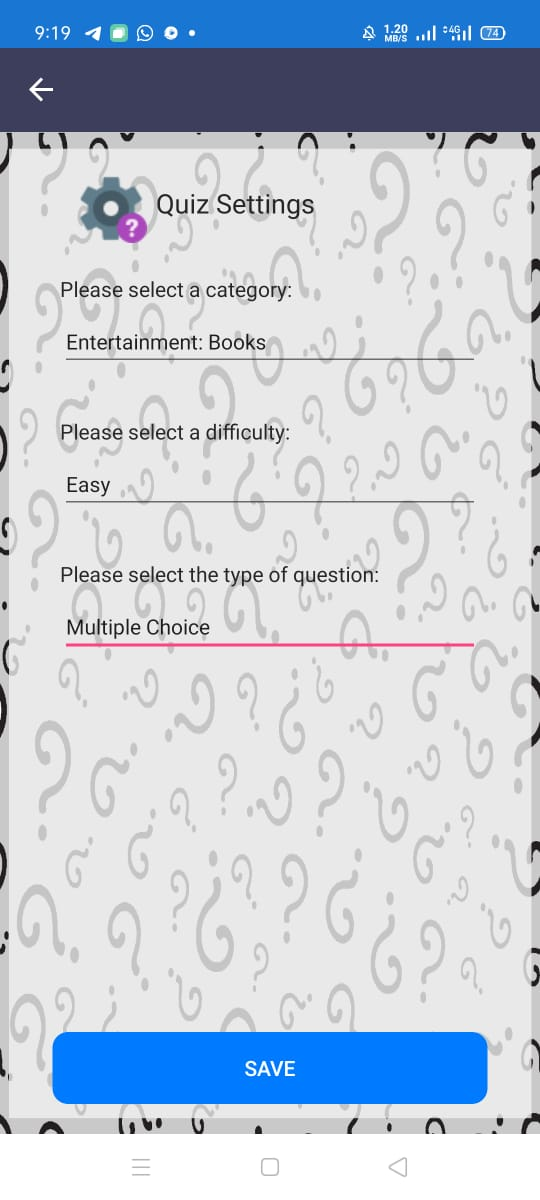 9:19
1.20 MB/S 4G 74
Quiz Settings
Please select a category:
Entertainment: Books
Please select a difficulty:
Easy
Please select the type of question:
Multiple Choice
SAVE